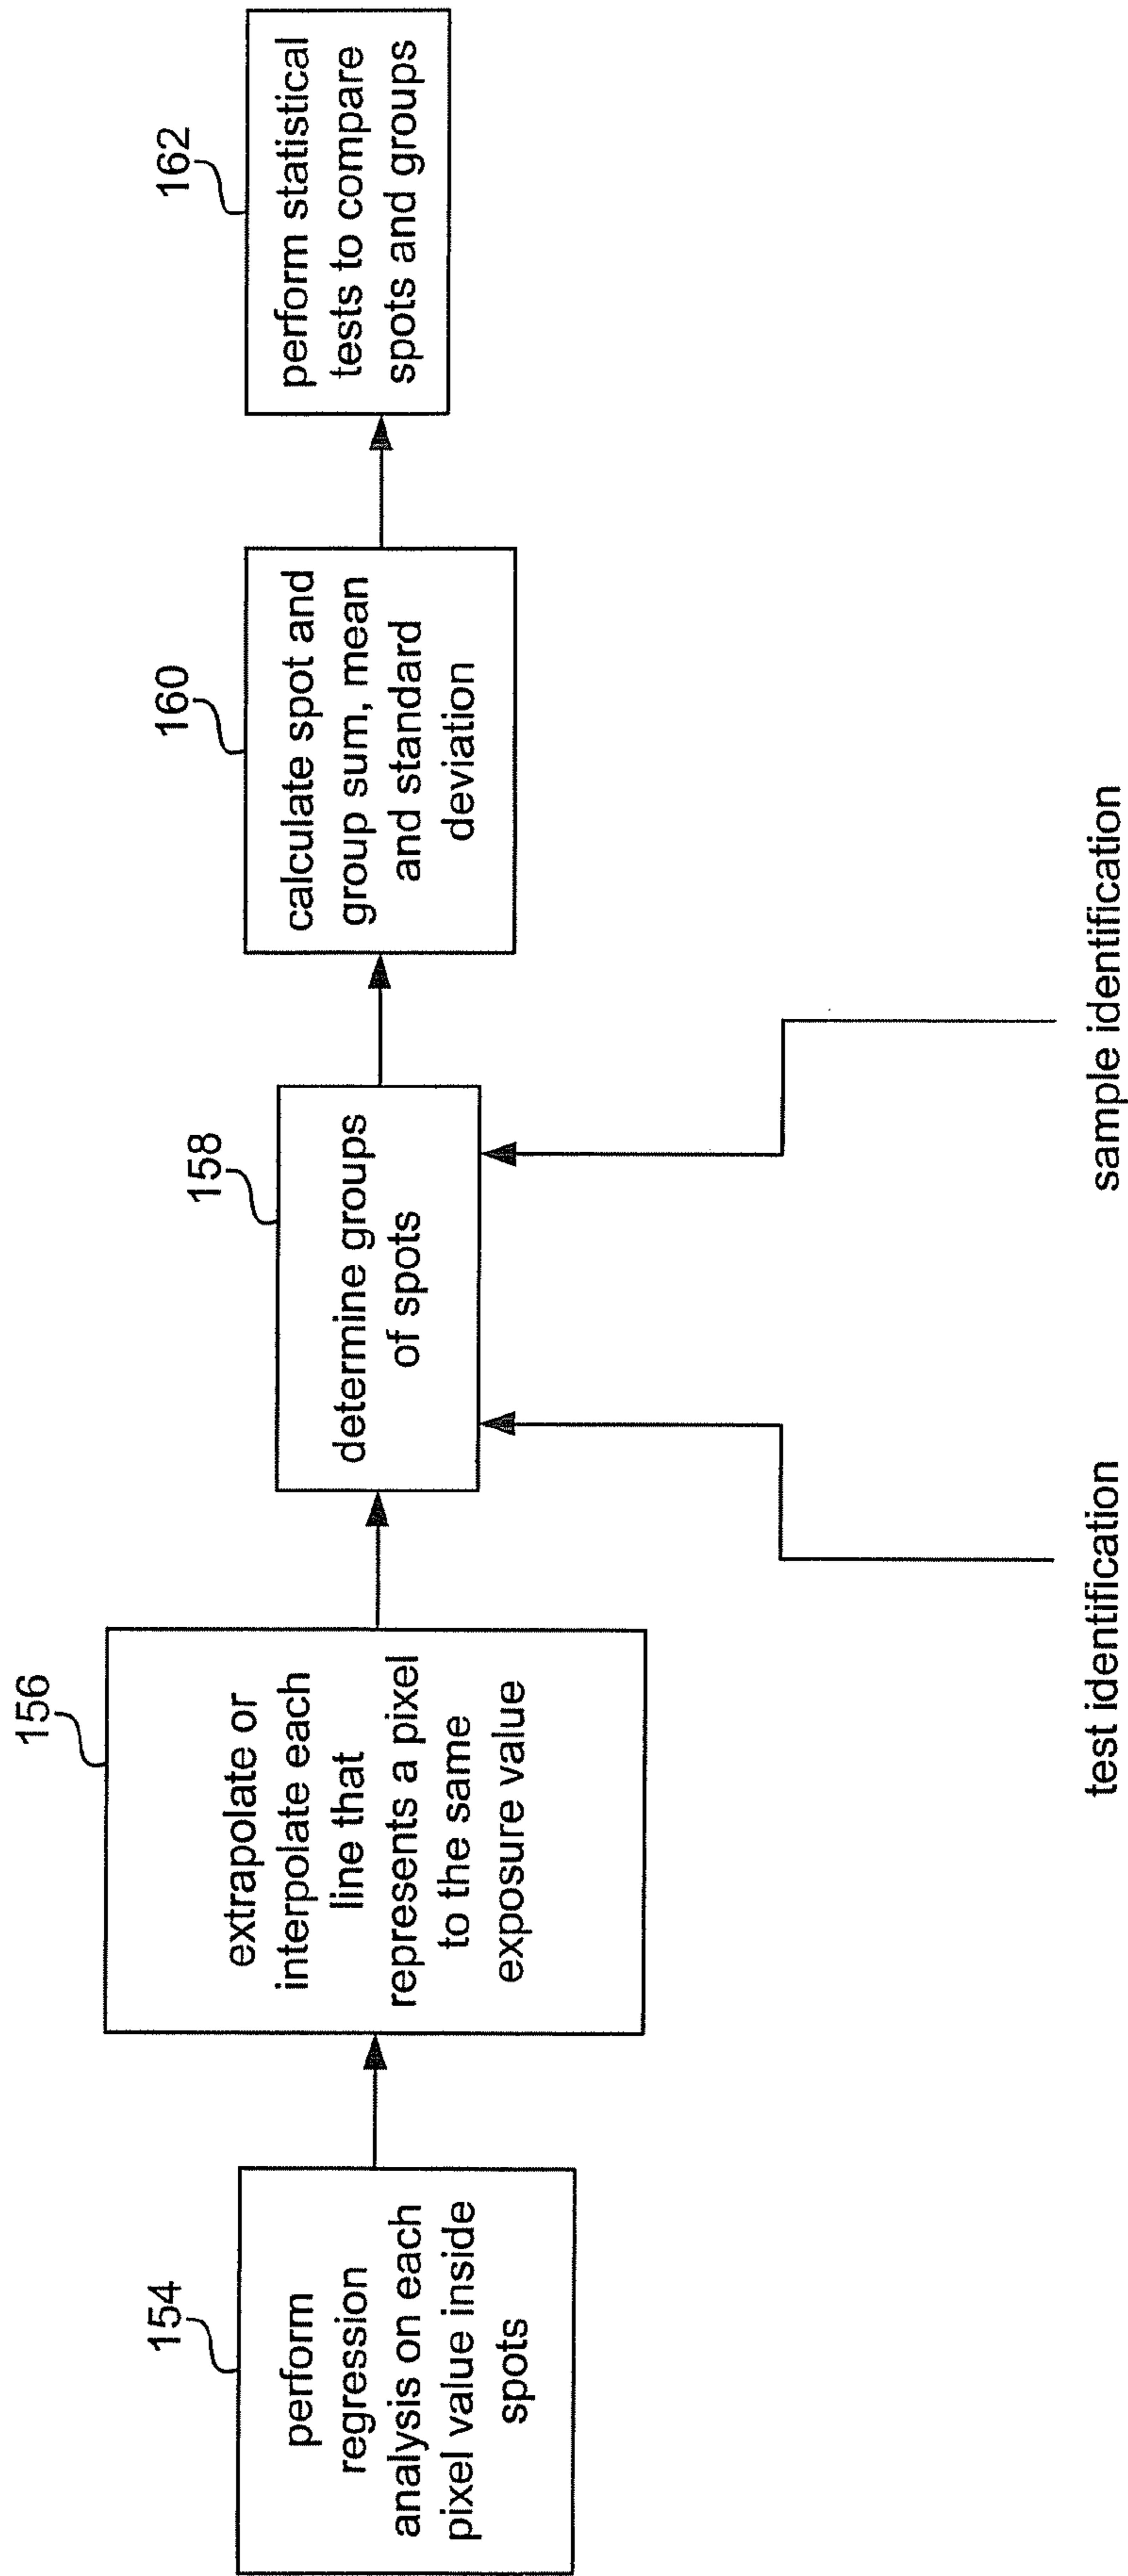 154
perform
regression
analysis on each
pixel value inside
spots
156
extrapolate or
interpolate each
line that
represents a pixel
to the same
exposure value
158
determine groups
of spots
test identification
sample identification
160
calculate spot and
group sum, mean
and standard
deviation
162
perform statistical
tests to compare
spots and groups